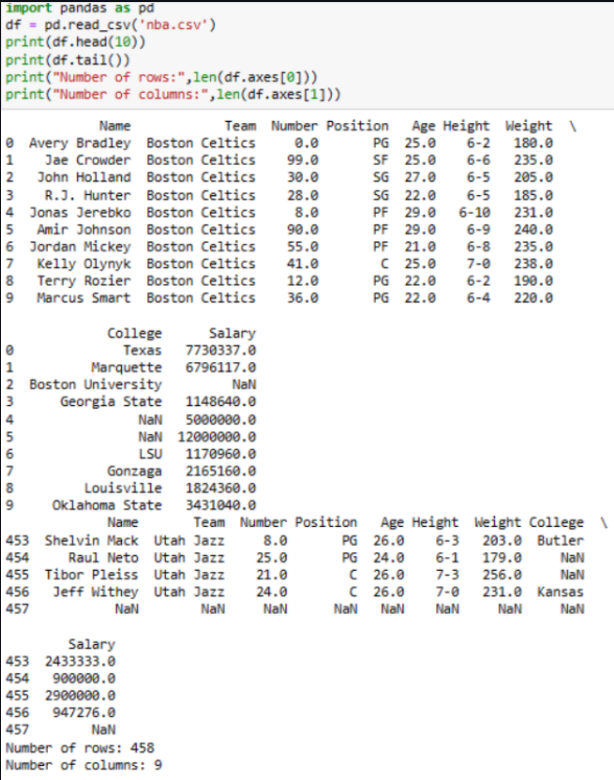 import pandas as pd
df = pd.read_csv('nba.csv')
print(df.head(10))
print(df.tail())
print("Number of rows:",len(df.axes[0]))
print("Number of columns:",len(df.axes[1]))
Name Team Number Position Age Height Weight \
0 Avery Bradley Boston Celtics 0.0 PG 25.0 6-2 180.0
1 Jae Crowder Boston Celtics 99.0 SF 25.0 6-6 235.0
2 John Holland Boston Celtics 30.0 SG 27.0 6-5 205.0
3 R.J. Hunter Boston Celtics 28.0 SG 22.0 6-5 185.0
4 Jonas Jerebko Boston Celtics 8.0 PF 29.0 6-10 231.0
5 Amir Johnson Boston Celtics 90.0 PF 29.0 6-9 240.0
6 Jordan Mickey Boston Celtics 55.0 PF 21.0 6-8 235.0
7 Kelly Olynyk Boston Celtics 41.0 C 25.0 7-0 238.0
8 Terry Rozier Boston Celtics 12.0 PG 22.0 6-2 190.0
9 Marcus Smart Boston Celtics 36.0 PG 22.0 6-4 220.0
College Salary
0 Texas 7730337.0
1 Marquette 6796117.0
2 Boston University NaN
3 Georgia State 1148640.0
4 NaN 5000000.0
5 NaN 12000000.0
6 LSU 1170960.0
7 Gonzaga 2165160.0
8 Louisville 1824360.0
9 Oklahoma State 3431040.0
Name Team Number Position Age Height Weight College \
453 Shelvin Mack Utah Jazz 8.0 PG 26.0 6-3 203.0 Butler
454 Raul Neto Utah Jazz 25.0 PG 24.0 6-1 179.0 NaN
455 Tibor Pleiss Utah Jazz 21.0 C 26.0 7-3 256.0 NaN
456 Jeff Withey Utah Jazz 24.0 C 26.0 7-0 231.0 Kansas
457 NaN NaN NaN NaN NaN NaN NaN NaN
Salary
453 2433333.0
454 900000.0
455 2900000.0
456 947276.0
457 NaN
Number of rows: 458
Number of columns: 9